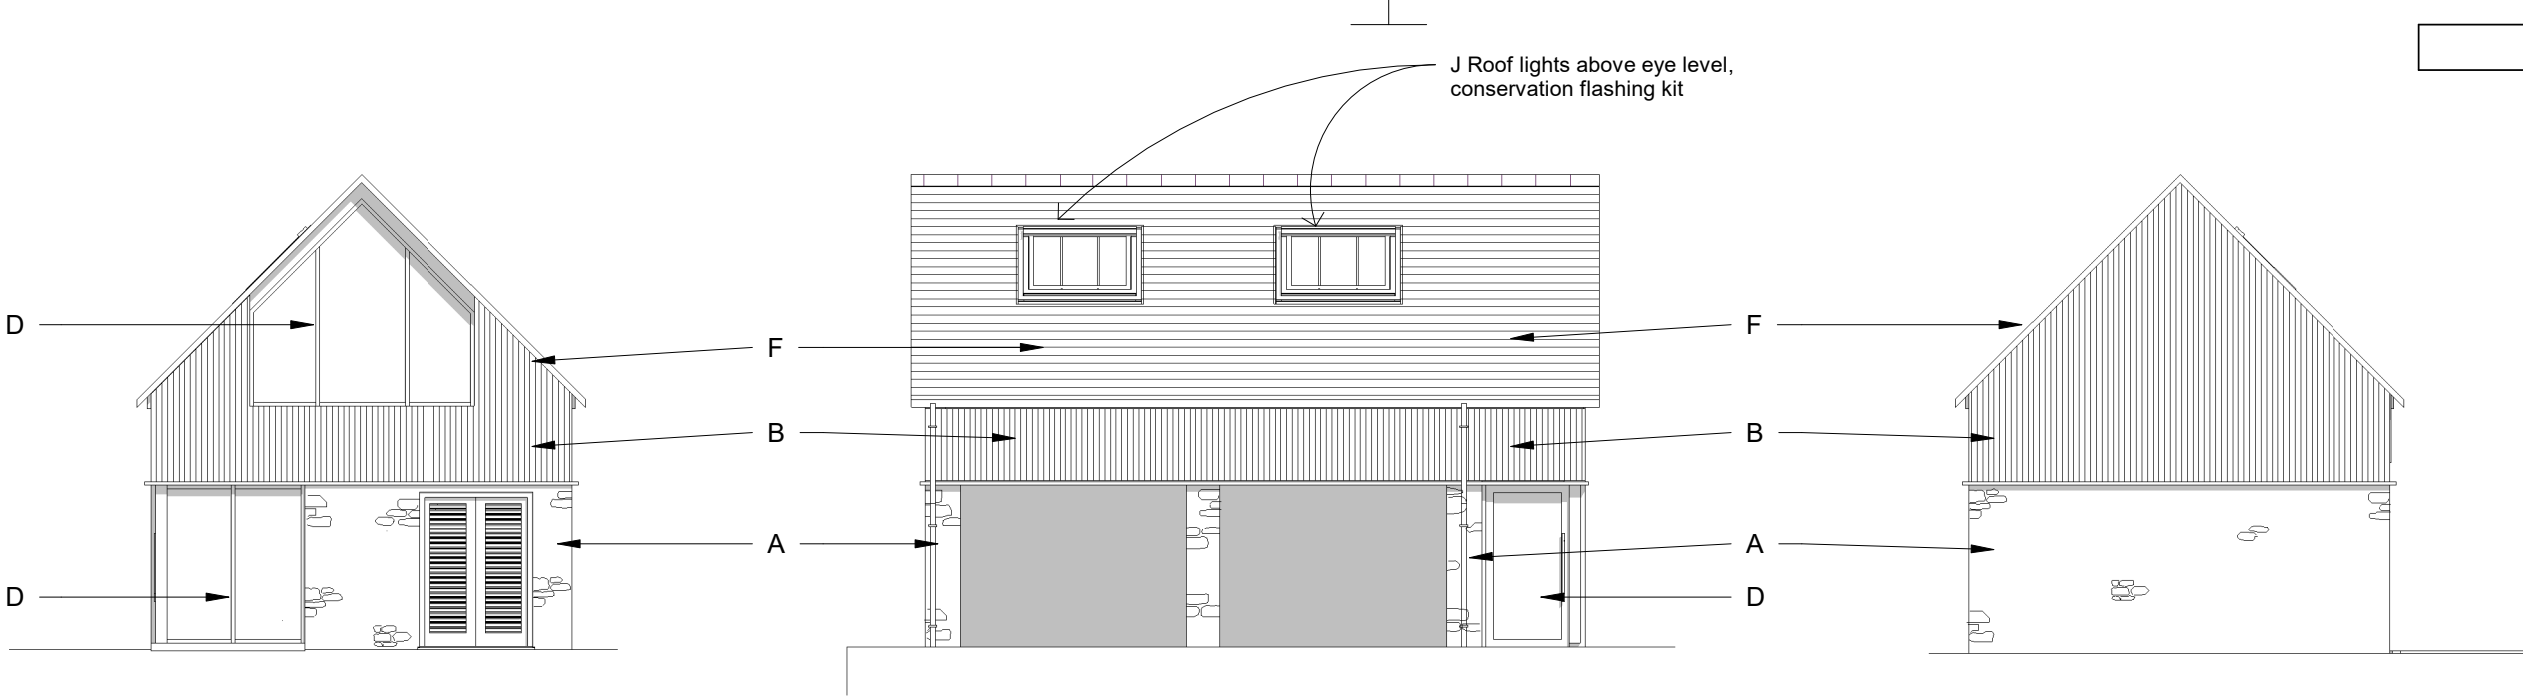 J Roof lights above eye level,
conservation flashing kit
D
F
F
B
B
A
A
D
D